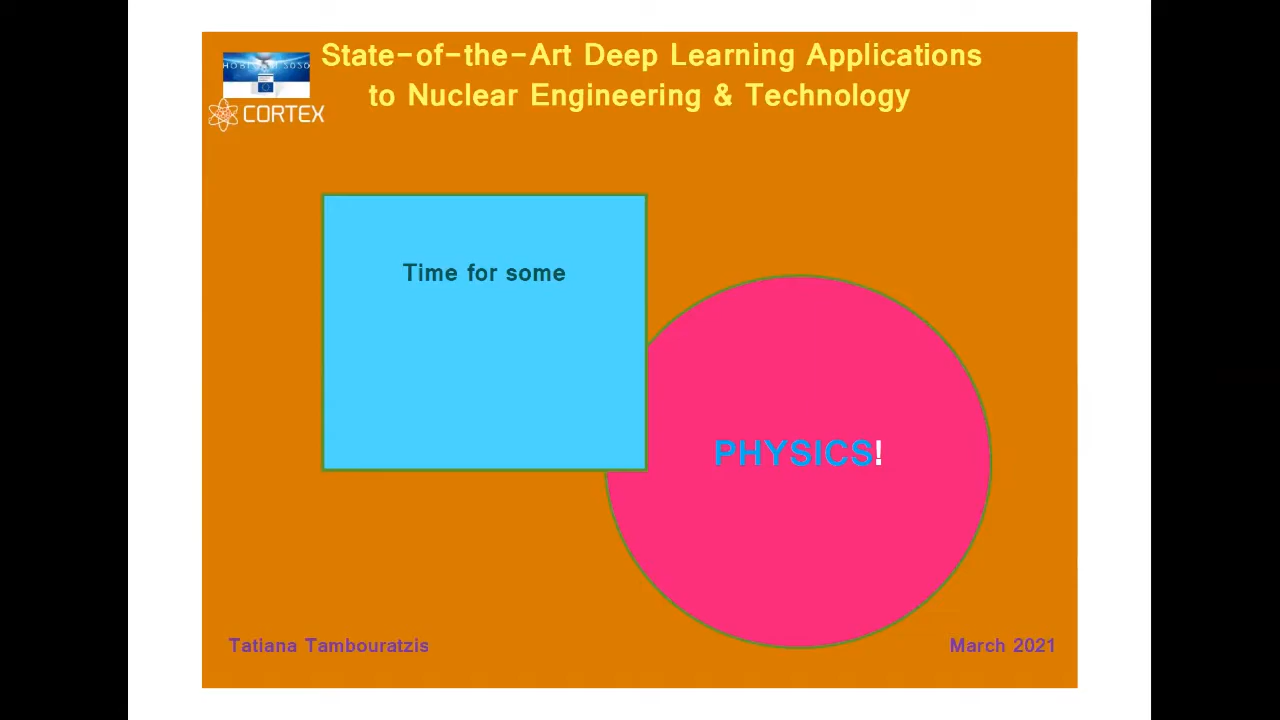 State-of-the-Art Deep Learning Applications
to Nuclear Engineering & Technology
CORTEX
Time for some
PHYSICS!
Tatiana Tambouratzis
March 2021